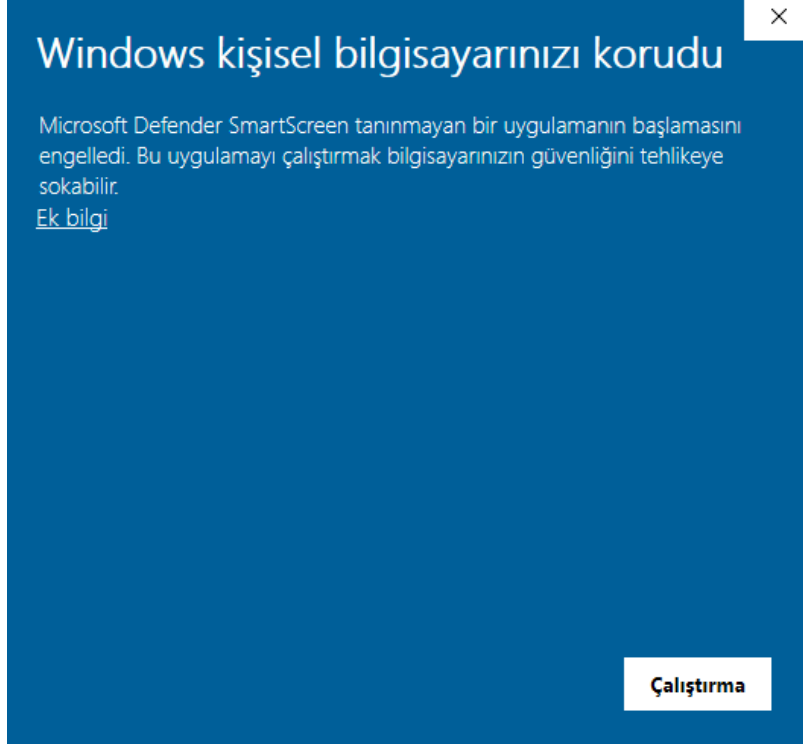 Windows kişisel bilgisayarınızı korudu
Microsoft Defender SmartScreen tanınmayan bir uygulamanın başlamasını
engelledi. Bu uygulamayı çalıştırmak bilgisayarınızın güvenliğini tehlikeye
sokabilir.
Ek bilgi
Çalıştırma